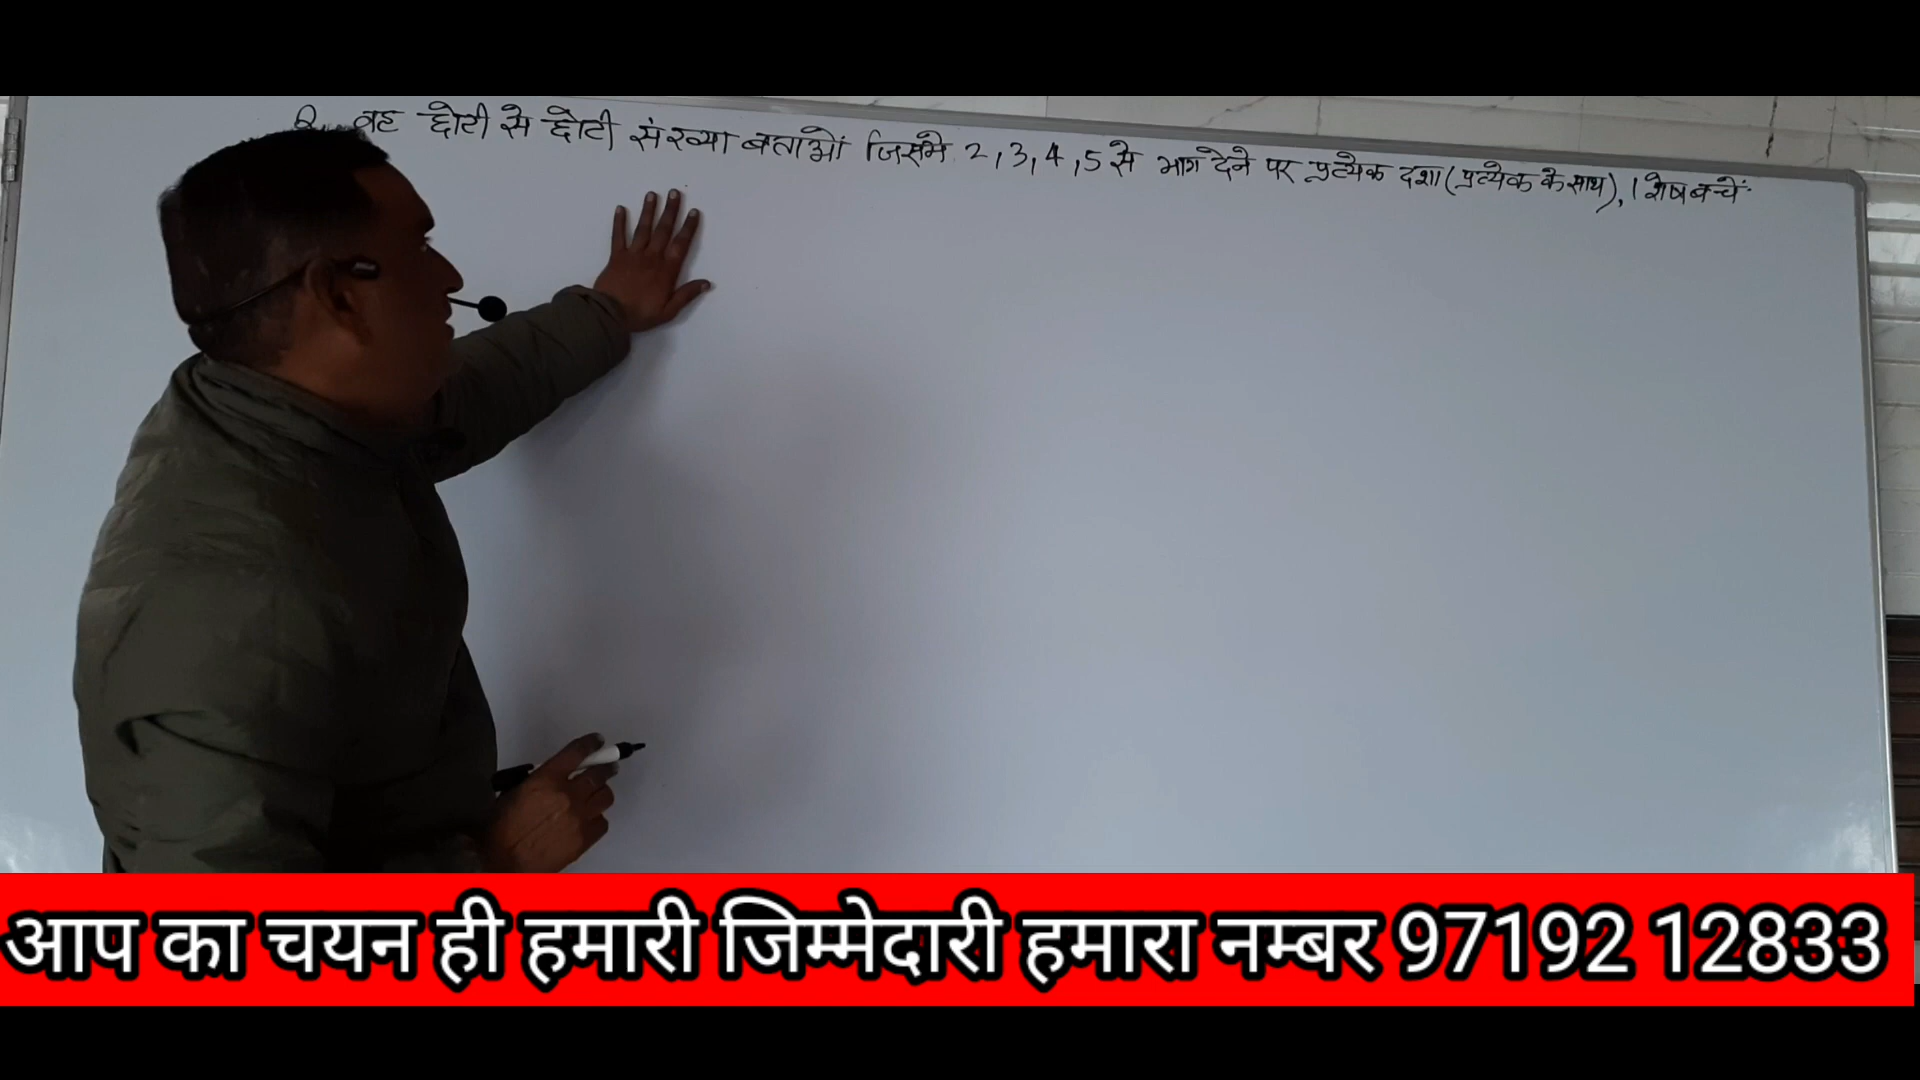 Q. वह छोटी से छोटी संख्या बताओं जिसमे 2,3,4,5 से भाग देने पर प्रत्येक दशा (प्रत्येक के साथ), 1 शेष बचें
आप का चयन ही हमारी जिम्मेदारी हमारा नम्बर 97192 12833